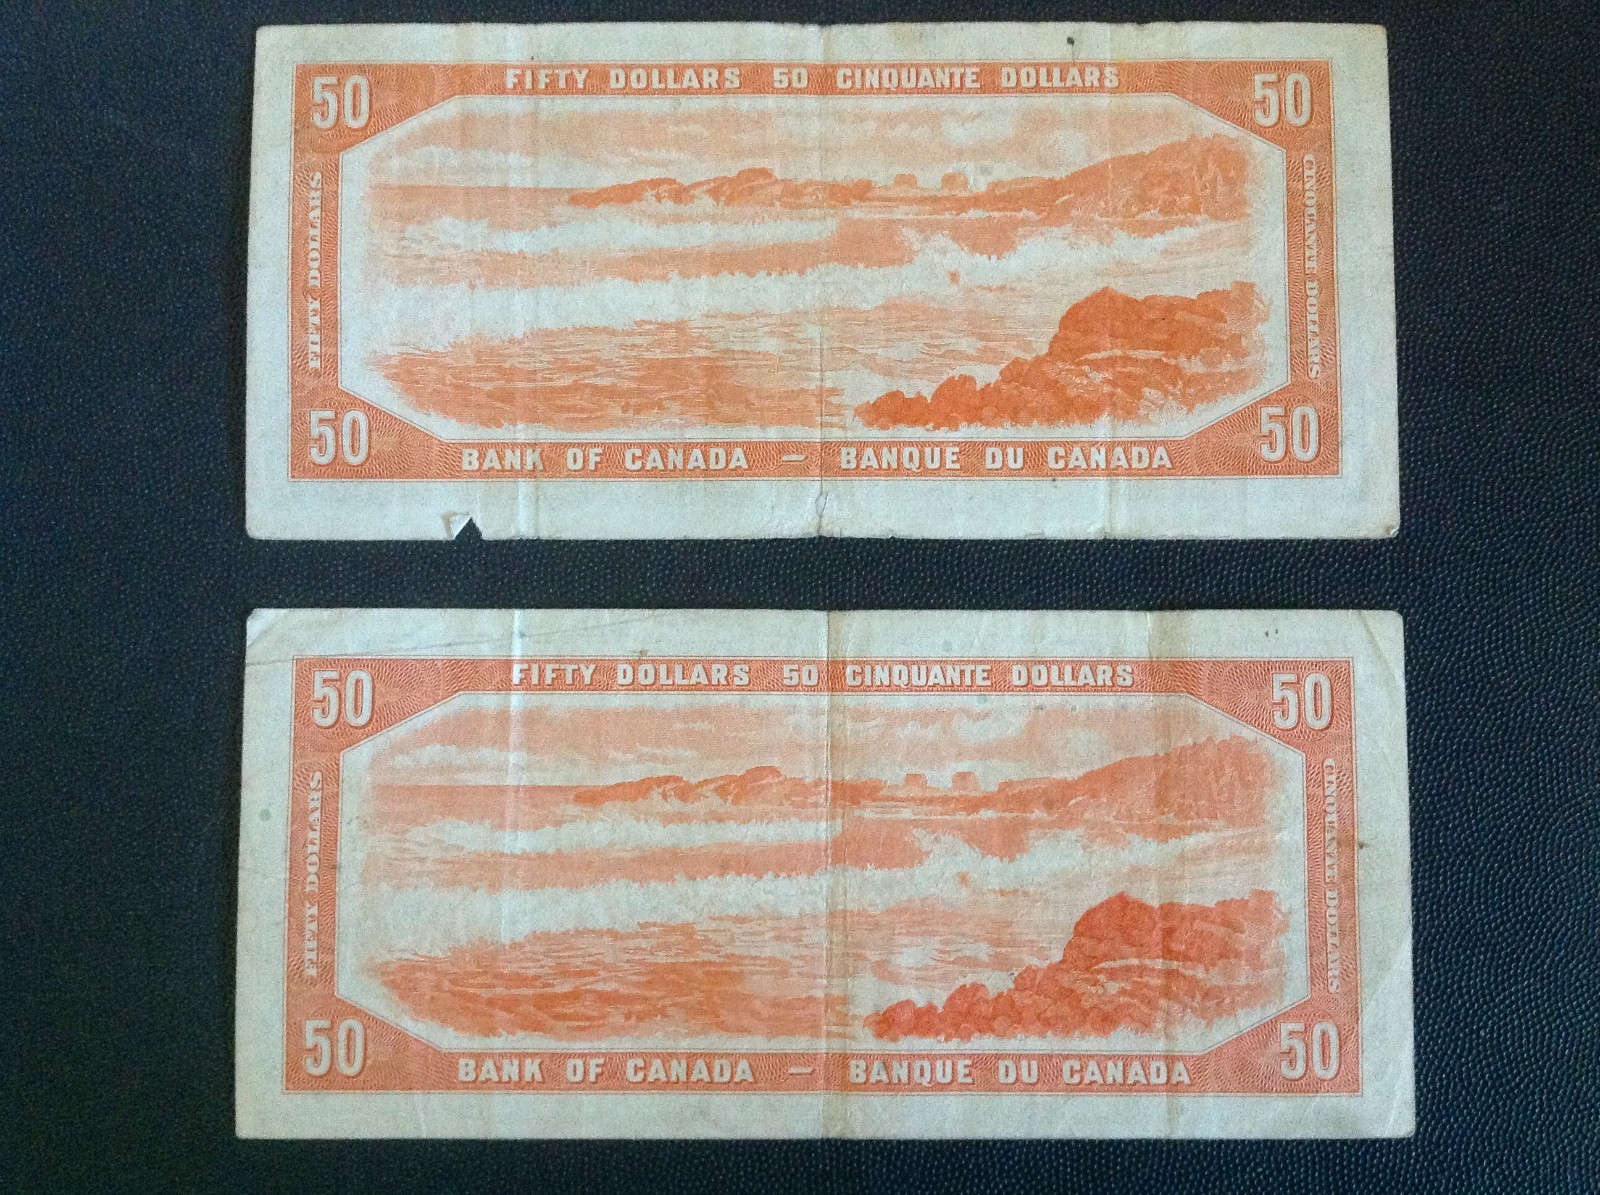 FIFTY DOLLARS 50 CINQUANTE DOLLARS
50
50
FIFTY DOLLARS
CINQUANTE DOLLARS
50
50
BANK OF CANADA — BANQUE DU CANADA
FIFTY DOLLARS 50 CINQUANTE DOLLARS
50
50
FIFTY DOLLARS
CINQUANTE DOLLARS
50
50
BANK OF CANADA — BANQUE DU CANADA